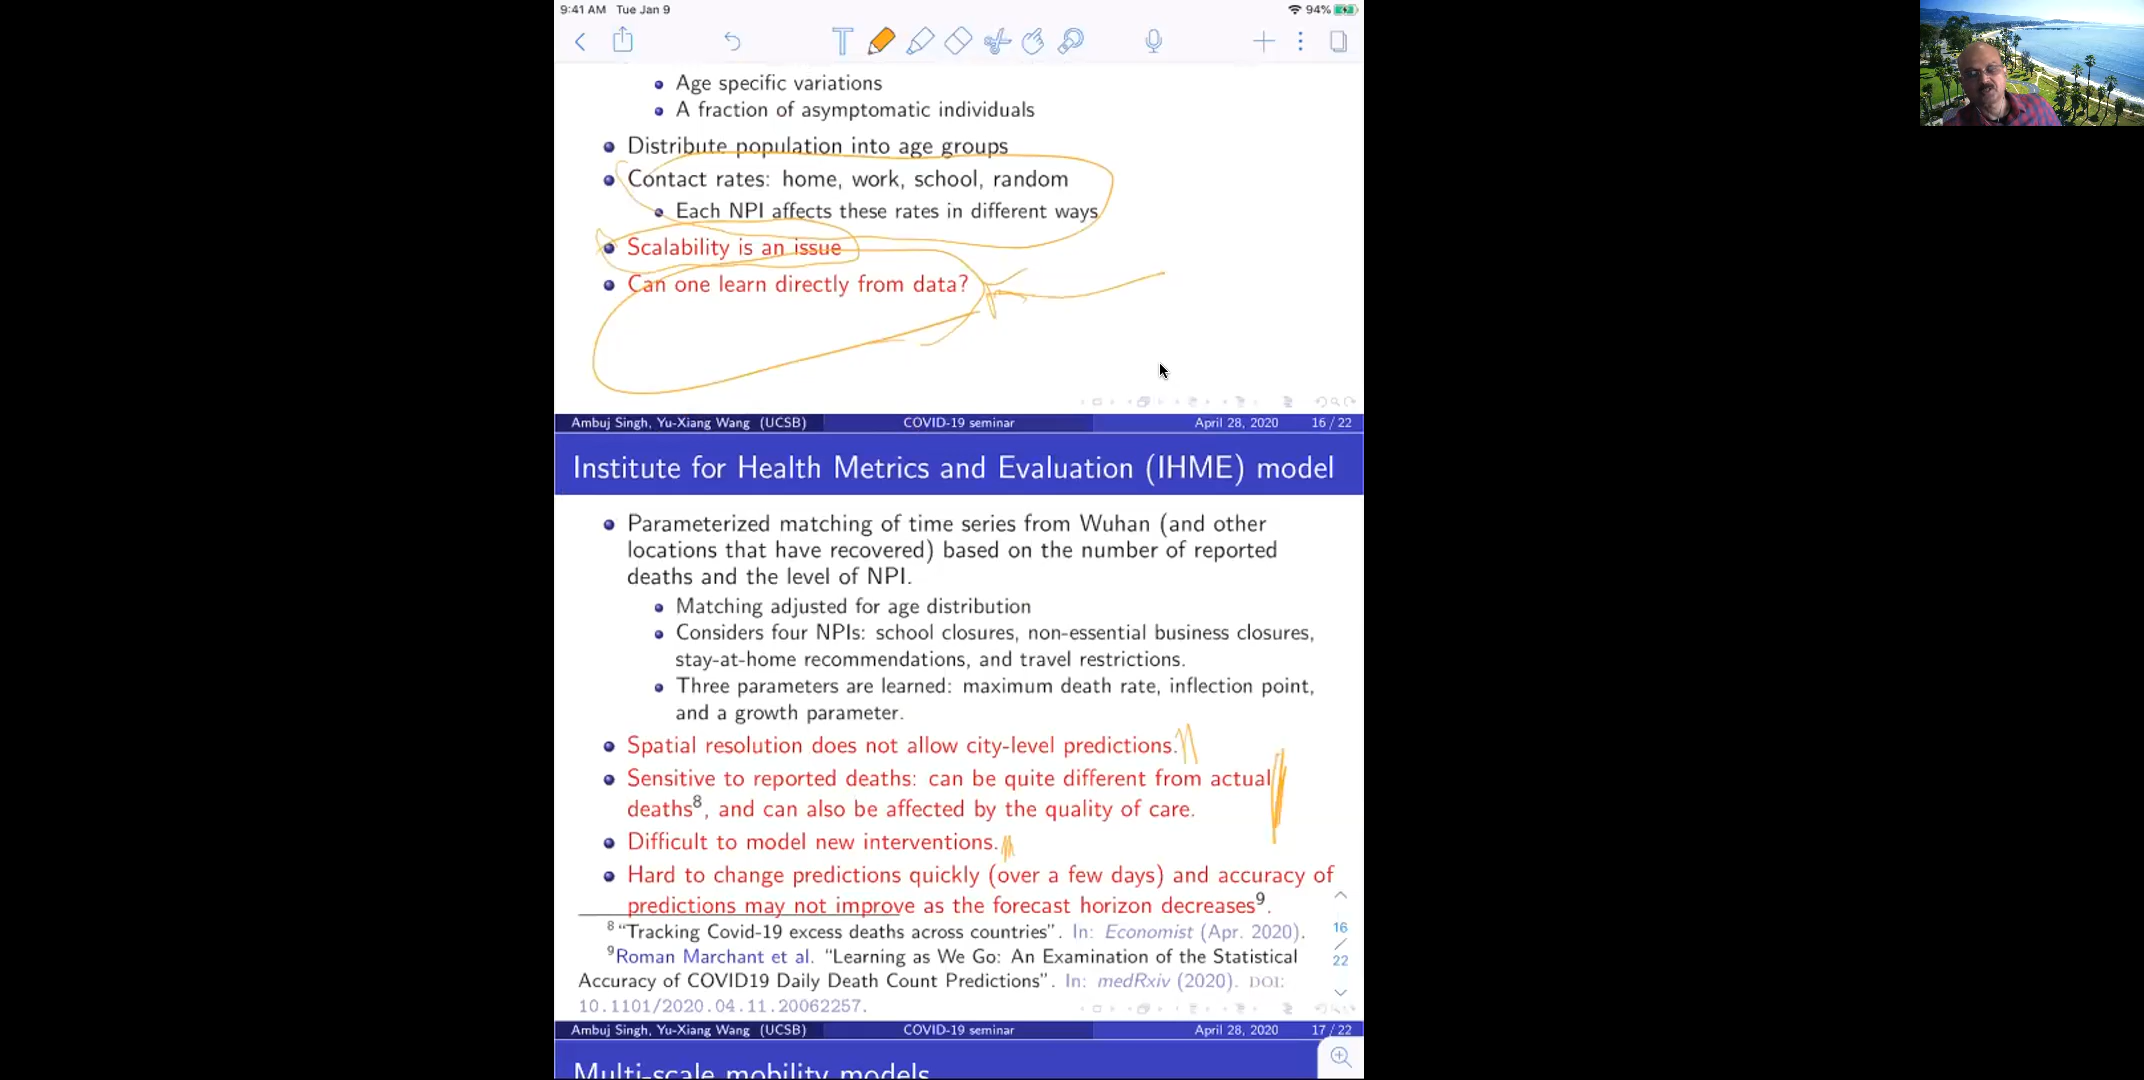 9:41 AM Tue Jan 9
94%
Age specific variations
A fraction of asymptomatic individuals
Distribute population into age groups
Contact rates: home, work, school, random
Each NPI affects these rates in different ways
Scalability is an issue
Can one learn directly from data?
Ambuj Singh, Yu-Xiang Wang (UCSB) COVID-19 seminar April 28, 2020 16 / 22
Institute for Health Metrics and Evaluation (IHME) model
Parameterized matching of time series from Wuhan (and other
locations that have recovered) based on the number of reported
deaths and the level of NPI.
Matching adjusted for age distribution
Considers four NPIs: school closures, non-essential business closures,
stay-at-home recommendations, and travel restrictions.
Three parameters are learned: maximum death rate, inflection point,
and a growth parameter.
Spatial resolution does not allow city-level predictions.
Sensitive to reported deaths: can be quite different from actual
deaths⁸, and can also be affected by the quality of care.
Difficult to model new interventions.
Hard to change predictions quickly (over a few days) and accuracy of
predictions may not improve as the forecast horizon decreases⁹.
⁸"Tracking Covid-19 excess deaths across countries". In: Economist (Apr. 2020).
⁹Roman Marchant et al. "Learning as We Go: An Examination of the Statistical
Accuracy of COVID19 Daily Death Count Predictions". In: medRxiv (2020). DOI:
10.1101/2020.04.11.20062257.
16 / 22
Ambuj Singh, Yu-Xiang Wang (UCSB) COVID-19 seminar April 28, 2020 17 / 22
Multi-scale mobility models